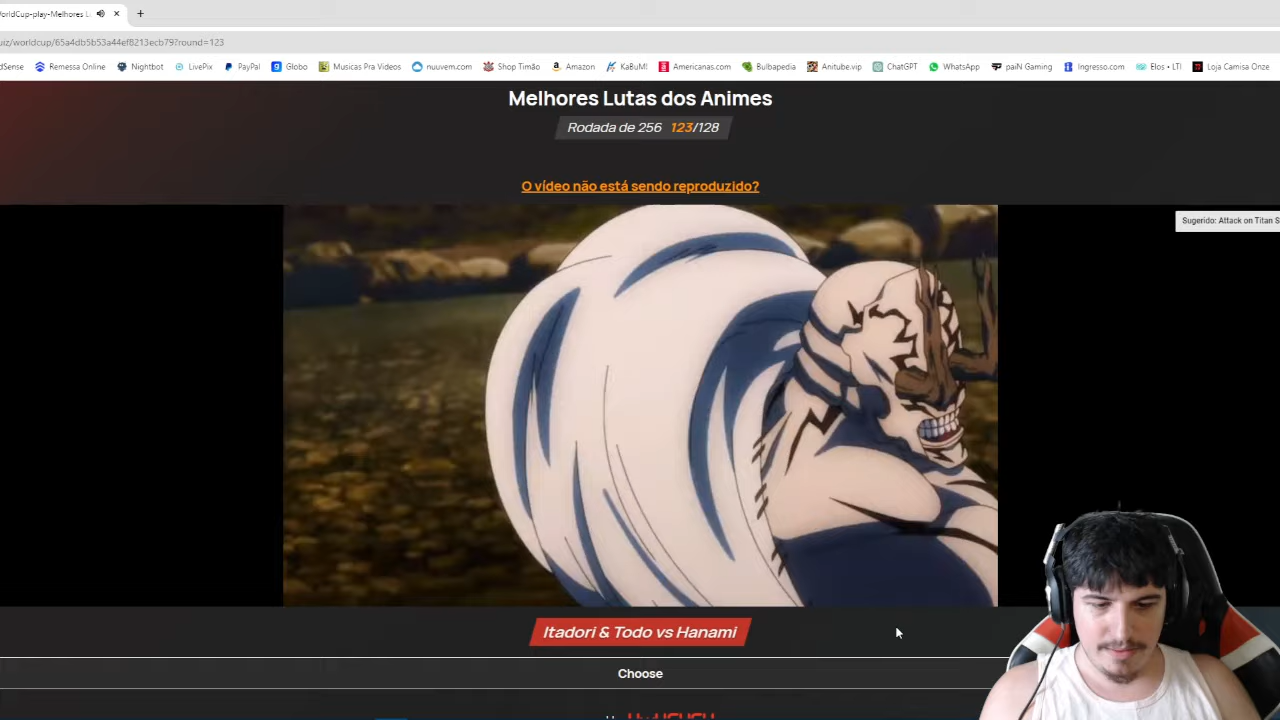 WorldCup-play-Melhores L
uiz/worldcup/65a4db5b53a44ef8213ecb79?round=123
dSense Remessa Online Nightbot LivePix PayPal Globo Musicas Pra Videos nuuvem.com Shop Timão Amazon KaBuM! Americanas.com Bulbapedia Anitube.vip ChatGPT WhatsApp paiN Gaming Ingresso.com Elos • LTI Loja Camisa Onze
Melhores Lutas dos Animes
Rodada de 256 123/128
O vídeo não está sendo reproduzido?
Sugerido: Attack on Titan S
Itadori & Todo vs Hanami
Choose